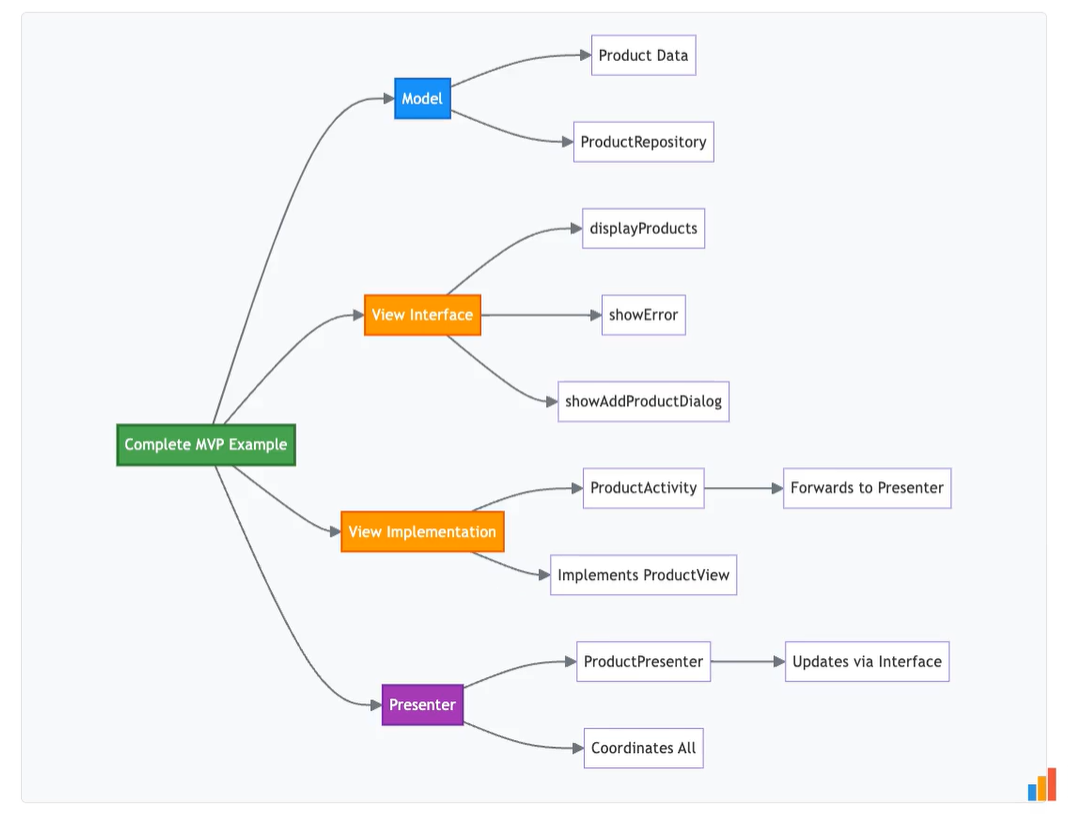 Product Data
Model
ProductRepository
displayProducts
View Interface
showError
showAddProductDialog
Complete MVP Example
ProductActivity
Forwards to Presenter
View Implementation
Implements ProductView
ProductPresenter
Updates via Interface
Presenter
Coordinates All